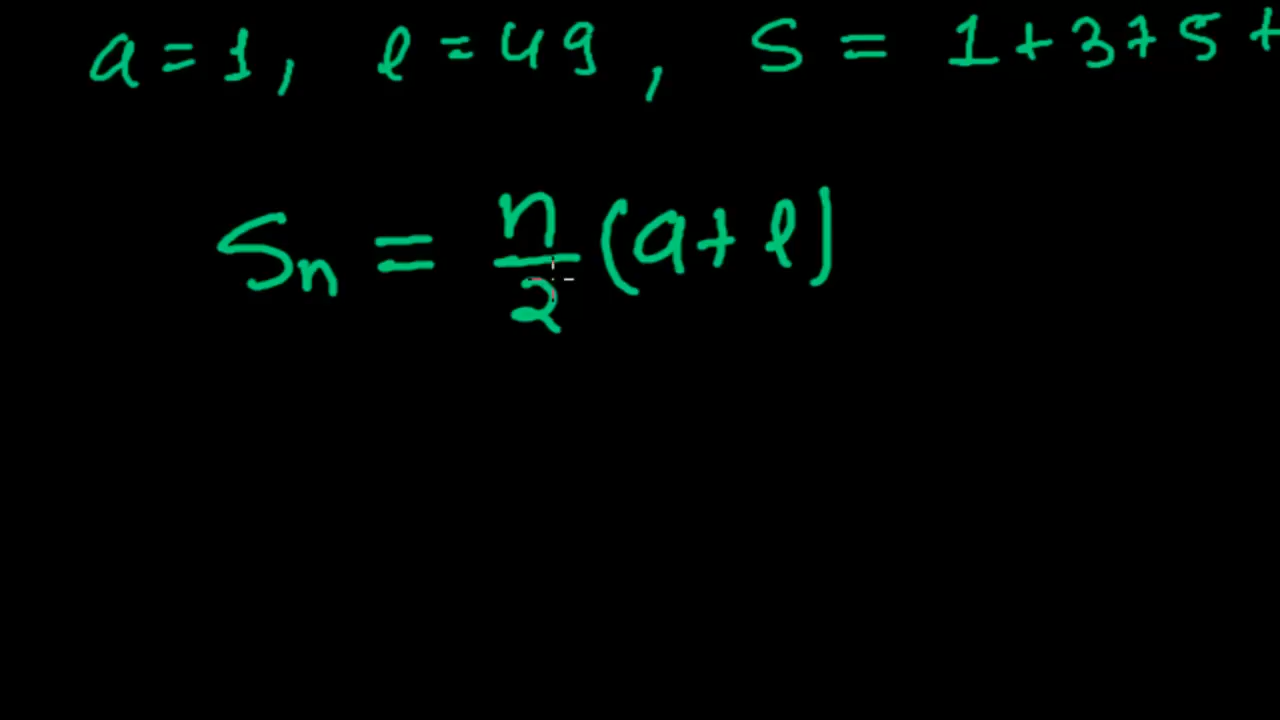 a = 1, l = 49, S = 1+3+5+
Sn = n/2 (a+l)